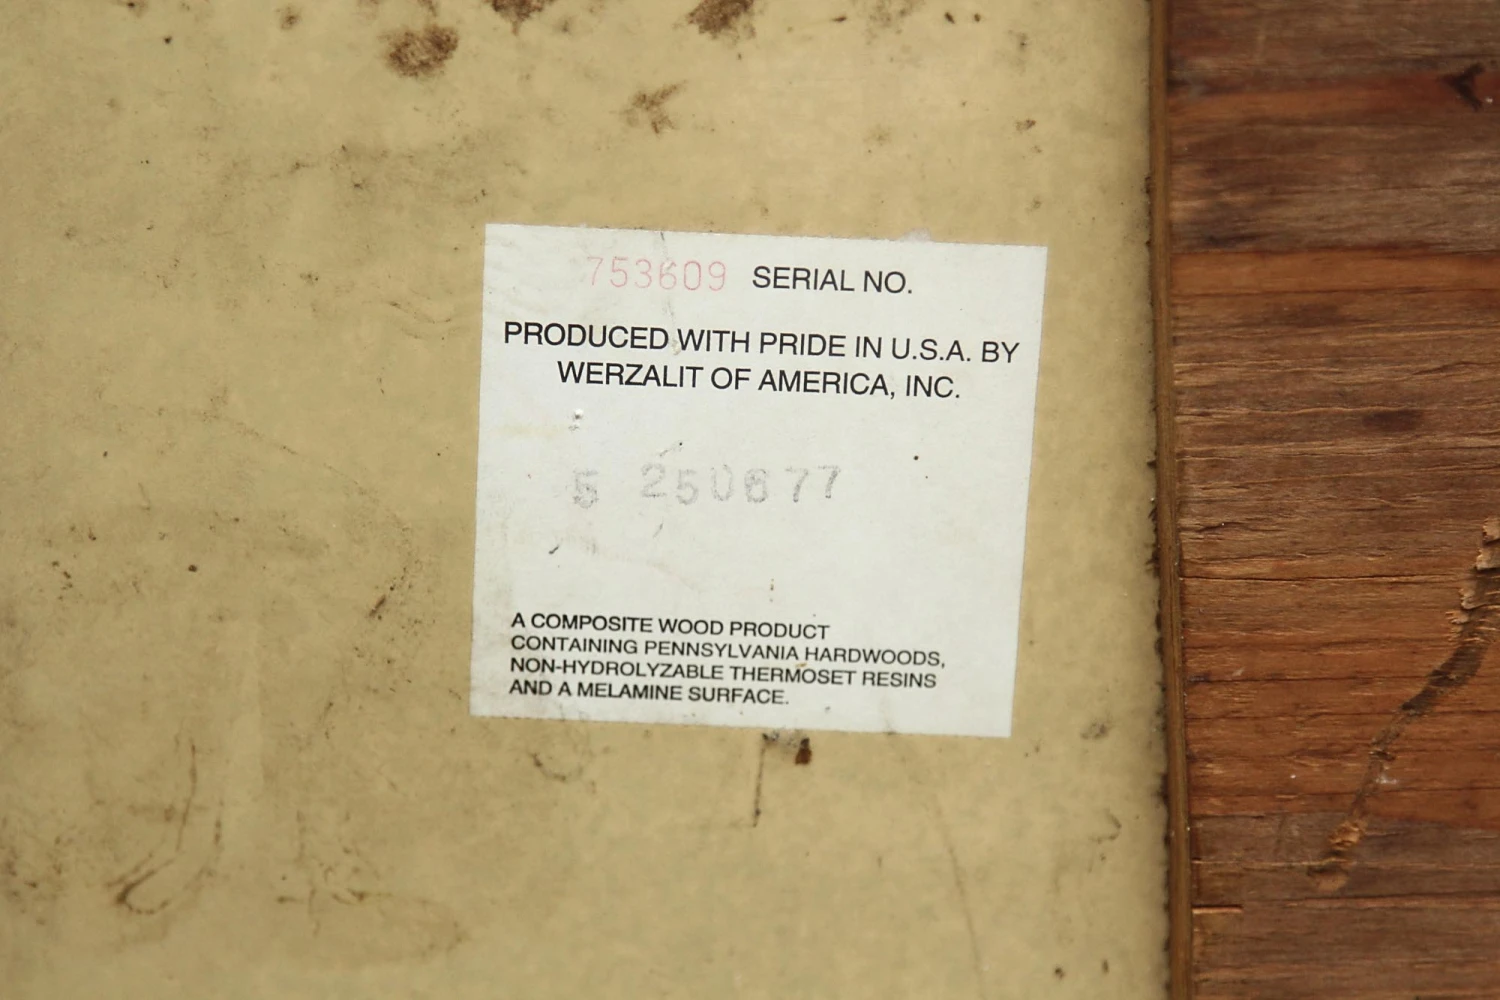 753609 SERIAL NO.
PRODUCED WITH PRIDE IN U.S.A. BY
WERZALIT OF AMERICA, INC.
5 250677
A COMPOSITE WOOD PRODUCT
CONTAINING PENNSYLVANIA HARDWOODS,
NON-HYDROLYZABLE THERMOSET RESINS
AND A MELAMINE SURFACE.